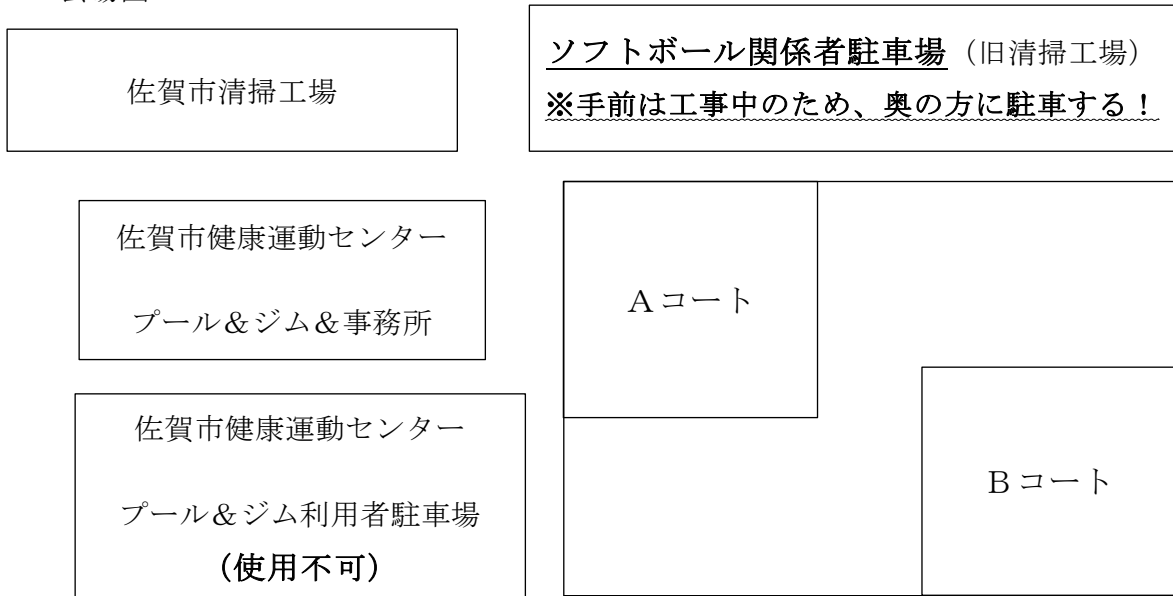 佐賀市清掃工場
ソフトボール関係者駐車場（旧清掃工場）
※手前は工事中のため、奥の方に駐車する！
佐賀市健康運動センター
プール＆ジム＆事務所
Ａコート
佐賀市健康運動センター
プール＆ジム利用者駐車場
（使用不可）
Ｂコート